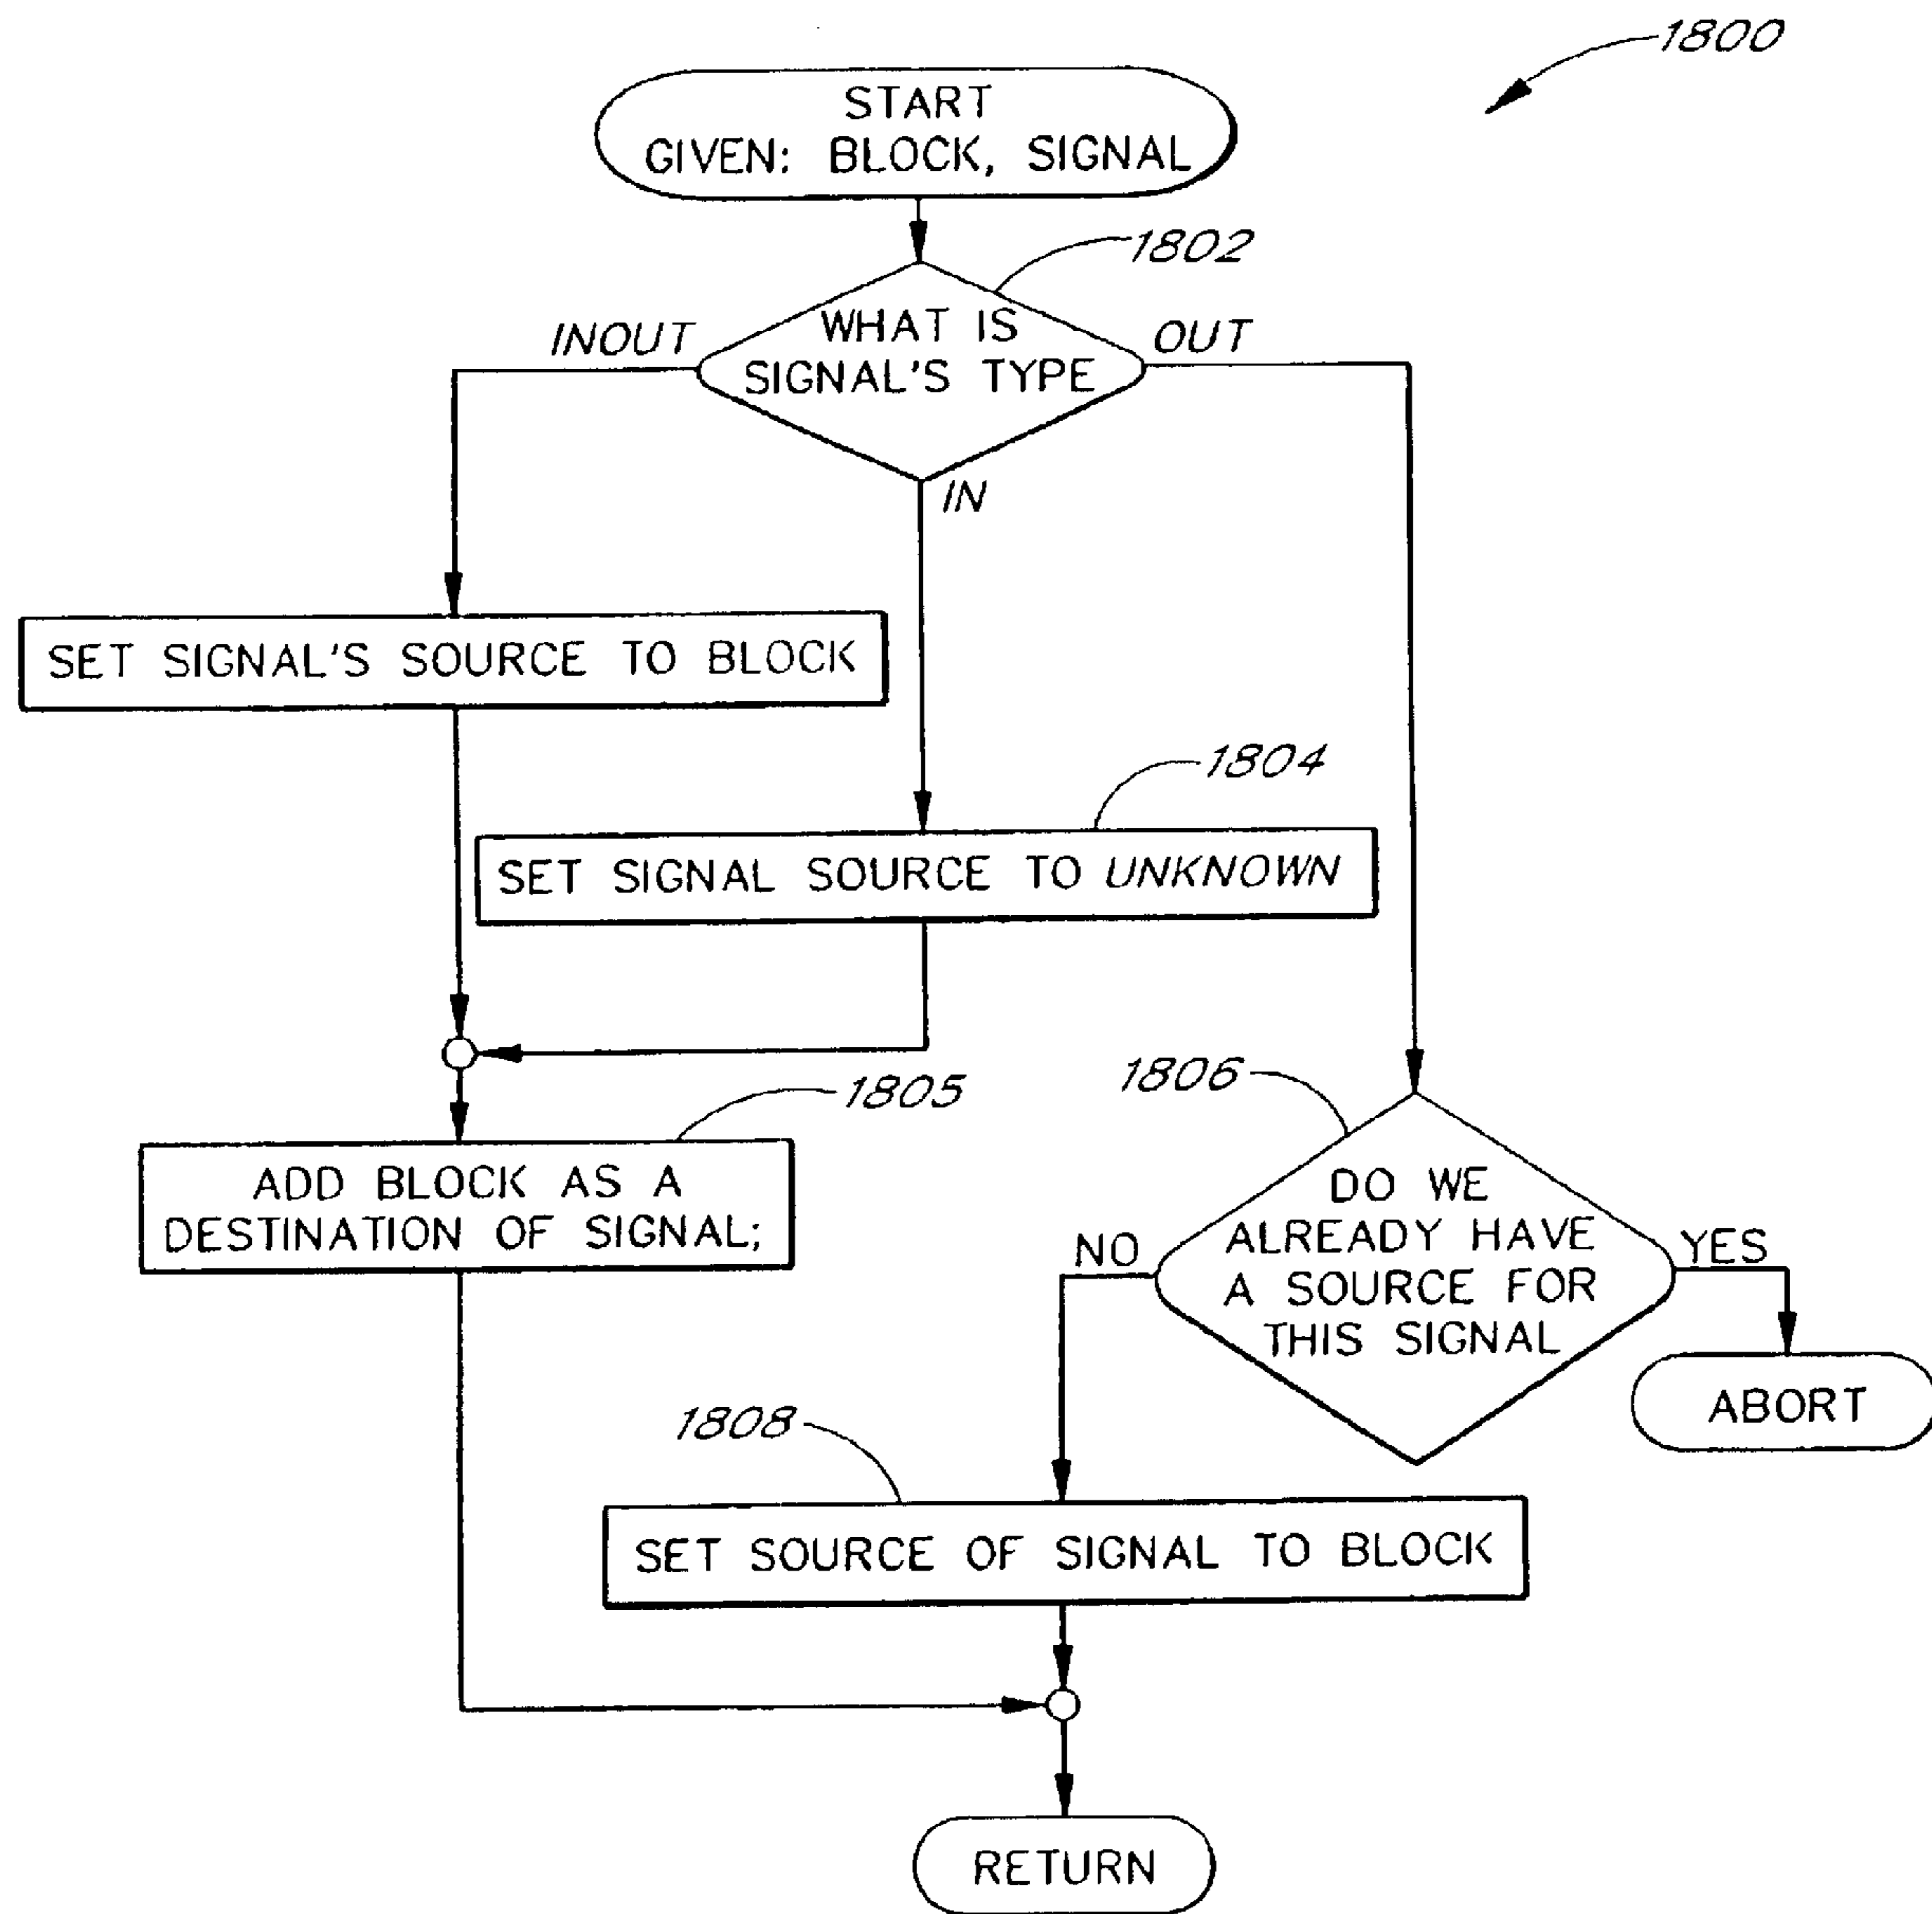 1800
START
GIVEN: BLOCK, SIGNAL
1802
INOUT
WHAT IS
SIGNAL'S TYPE
OUT
IN
SET SIGNAL'S SOURCE TO BLOCK
1804
SET SIGNAL SOURCE TO UNKNOWN
1805
1806
ADD BLOCK AS A
DESTINATION OF SIGNAL;
DO WE
ALREADY HAVE
A SOURCE FOR
THIS SIGNAL
NO
YES
ABORT
1808
SET SOURCE OF SIGNAL TO BLOCK
RETURN